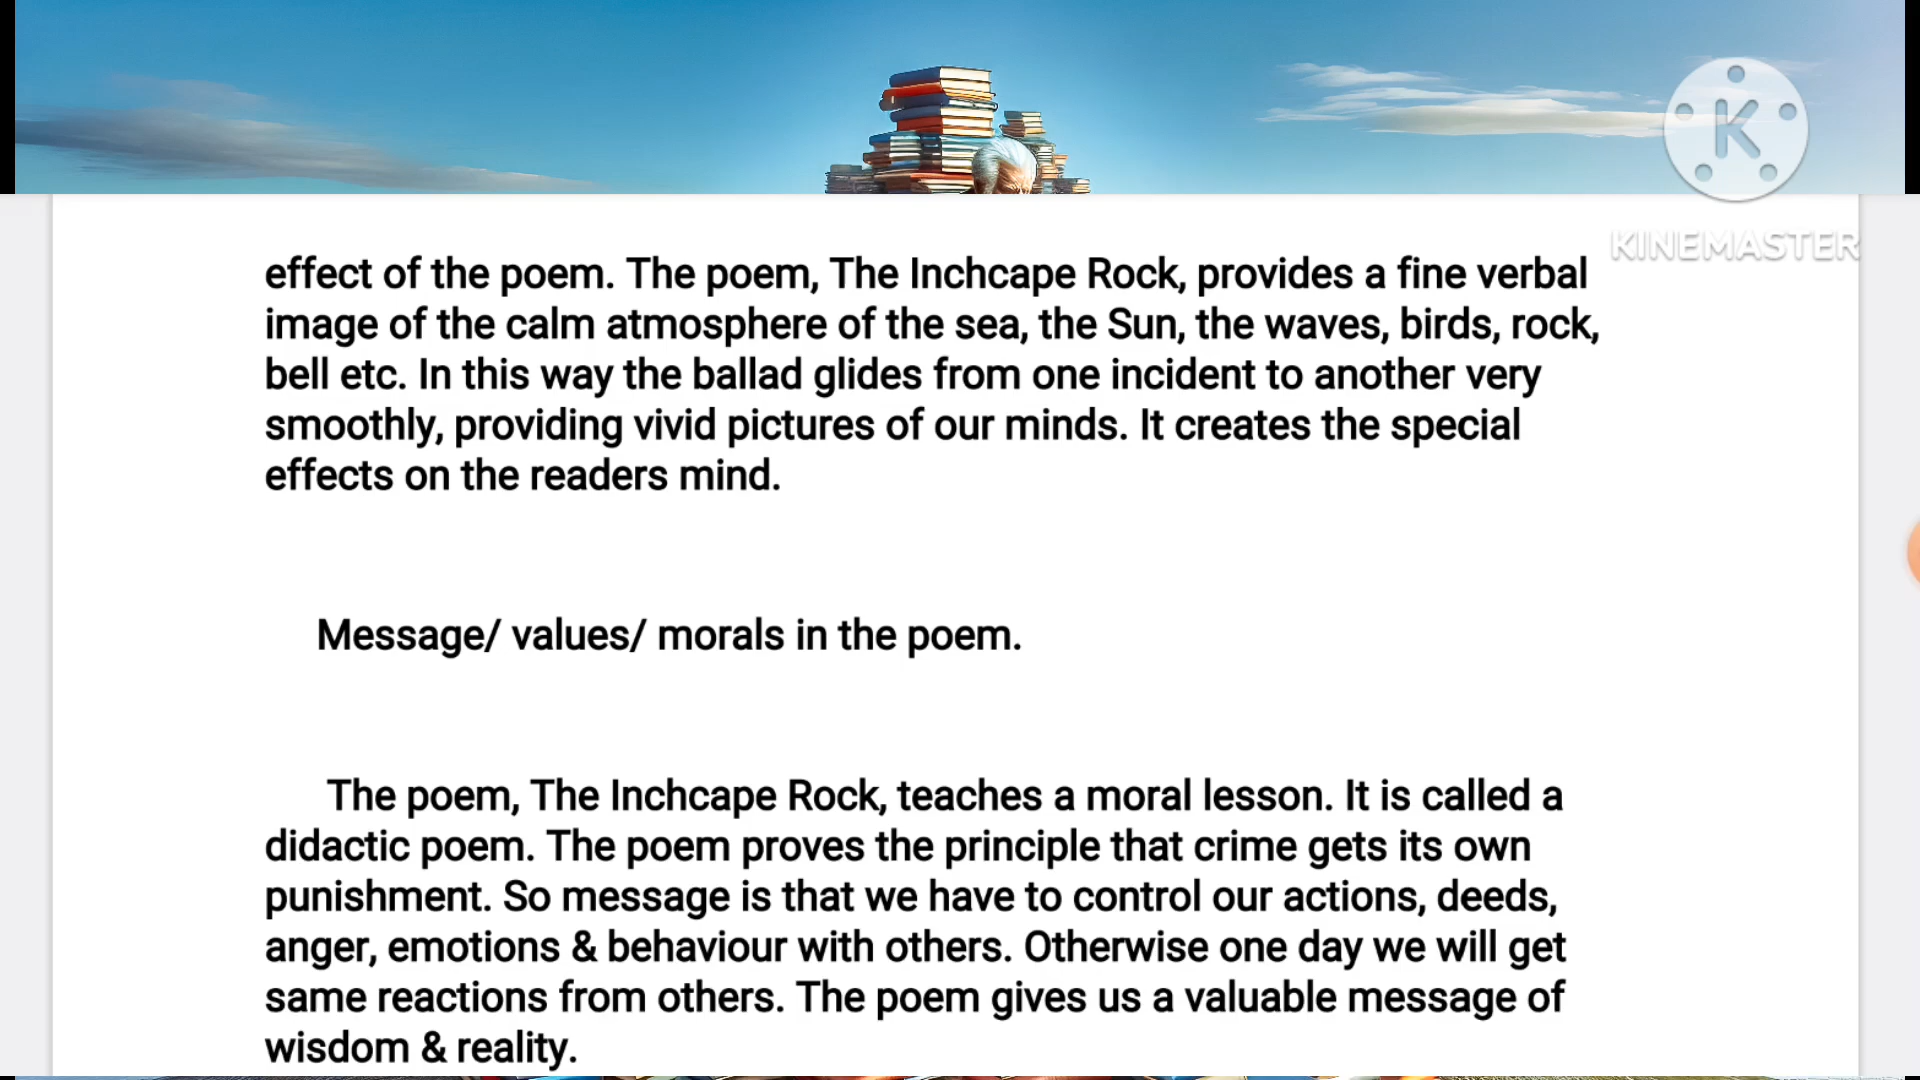 K
KINEMASTER
effect of the poem. The poem, The Inchcape Rock, provides a fine verbal
image of the calm atmosphere of the sea, the Sun, the waves, birds, rock,
bell etc. In this way the ballad glides from one incident to another very
smoothly, providing vivid pictures of our minds. It creates the special
effects on the readers mind.
Message/ values/ morals in the poem.
The poem, The Inchcape Rock, teaches a moral lesson. It is called a
didactic poem. The poem proves the principle that crime gets its own
punishment. So message is that we have to control our actions, deeds,
anger, emotions & behaviour with others. Otherwise one day we will get
same reactions from others. The poem gives us a valuable message of
wisdom & reality.